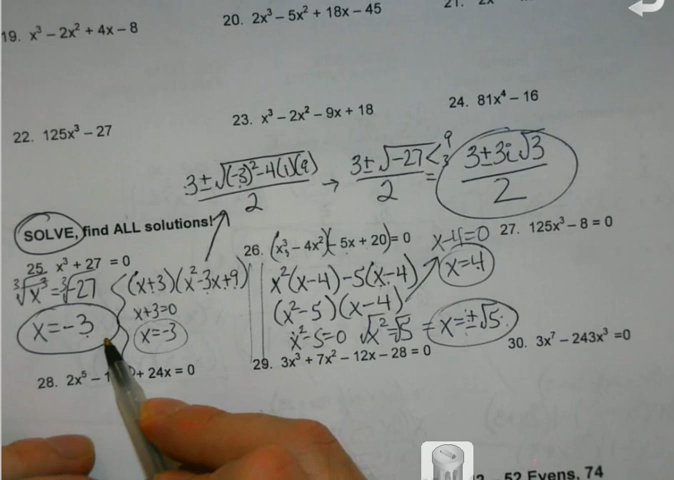 19. x³ − 2x² + 4x − 8
20. 2x³ − 5x² + 18x − 45
21. 2x
22. 125x³ − 27
23. x³ − 2x² − 9x + 18
24. 81x⁴ − 16
3 ± √(-3)² - 4(1)(9) / 2 → 3 ± √-27 < 9 3 / 2 = 3 ± 3i√3 / 2
SOLVE, find ALL solutions!
25. x³ + 27 = 0
∛x³ = ∛-27
x = -3
(x+3)(x²-3x+9)
x+3=0
x=-3
26. (x³ − 4x²)(− 5x + 20) = 0
x²(x-4) -5(x-4)
(x²-5)(x-4)
x-4=0
x=4
x²-5=0 √x² = √5 = x = ±√5
27. 125x³ − 8 = 0
28. 2x⁵ − 1 + 24x = 0
29. 3x³ + 7x² − 12x − 28 = 0
30. 3x⁷ − 243x³ = 0
52 Evens, 74